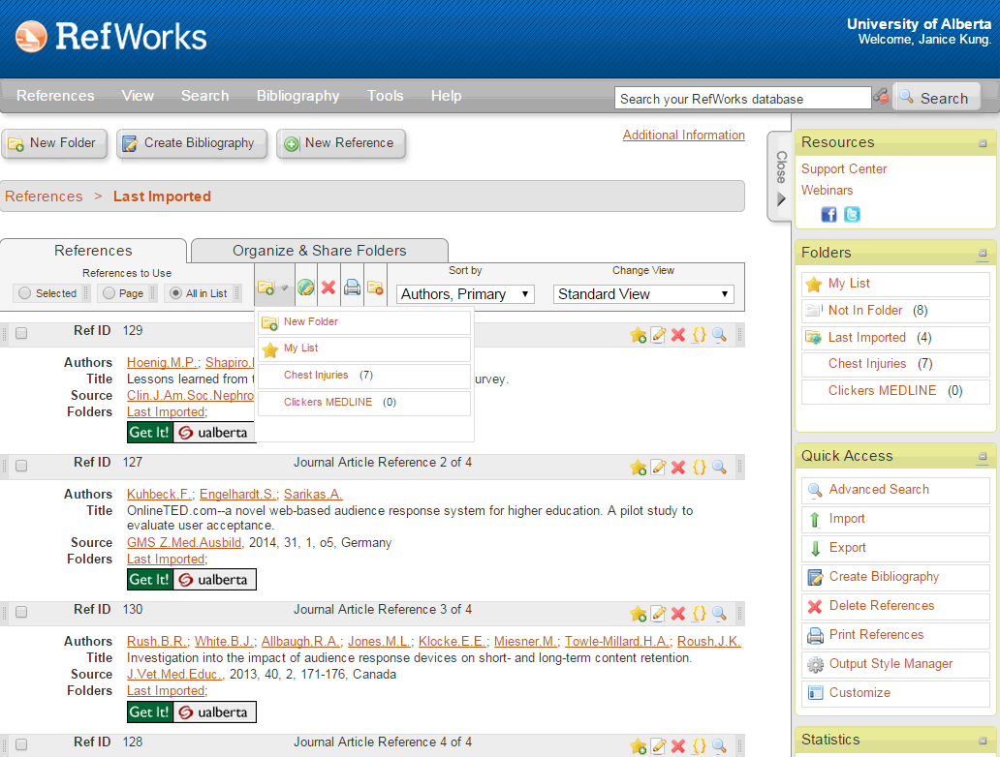 RefWorks
University of Alberta
Welcome, Janice Kung.
References View Search Bibliography Tools Help
Search your RefWorks database
Search
New Folder
Create Bibliography
New Reference
Additional Information
Close
References > Last Imported
References
Organize & Share Folders
References to Use
Selected
Page
All in List
Sort by
Authors, Primary
Change View
Standard View
New Folder
My List
Chest Injuries (7)
Clickers MEDLINE (0)
Ref ID 129
Authors Hoenig.M.P.; Shapiro.
Title Lessons learned from urvey.
Source Clin.J.Am.Soc.Nephro
Folders Last Imported;
Get It! ualberta
Ref ID 127 Journal Article Reference 2 of 4
Authors Kuhbeck.F.; Engelhardt.S.; Sarikas.A.
Title OnlineTED.com--a novel web-based audience response system for higher education. A pilot study to
evaluate user acceptance.
Source GMS Z.Med.Ausbild, 2014, 31, 1, o5, Germany
Folders Last Imported;
Get It! ualberta
Ref ID 130 Journal Article Reference 3 of 4
Authors Rush.B.R.; White.B.J.; Allbaugh.R.A.; Jones.M.L.; Klocke.E.E.; Miesner.M.; Towle-Millard.H.A.; Roush.J.K.
Title Investigation into the impact of audience response devices on short- and long-term content retention.
Source J.Vet.Med.Educ., 2013, 40, 2, 171-176, Canada
Folders Last Imported;
Get It! ualberta
Ref ID 128 Journal Article Reference 4 of 4
Resources
Support Center
Webinars
Folders
My List
Not In Folder (8)
Last Imported (4)
Chest Injuries (7)
Clickers MEDLINE (0)
Quick Access
Advanced Search
Import
Export
Create Bibliography
Delete References
Print References
Output Style Manager
Customize
Statistics